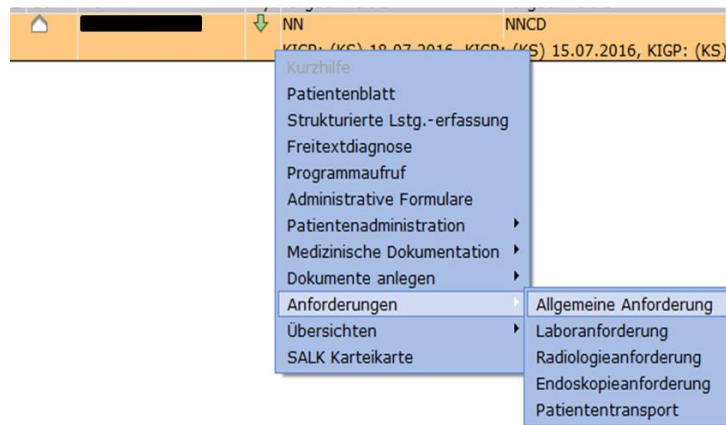 NN NNCD
KIGP: (KS) 18.07.2016, KIGP: (KS) 15.07.2016, KIGP: (KS)
Kurzhilfe
Patientenblatt
Strukturierte Lstg.-erfassung
Freitextdiagnose
Programmaufruf
Administrative Formulare
Patientenadministration
Medizinische Dokumentation
Dokumente anlegen
Anforderungen
Übersichten
SALK Karteikarte
Allgemeine Anforderung
Laboranforderung
Radiologieanforderung
Endoskopieanforderung
Patiententransport